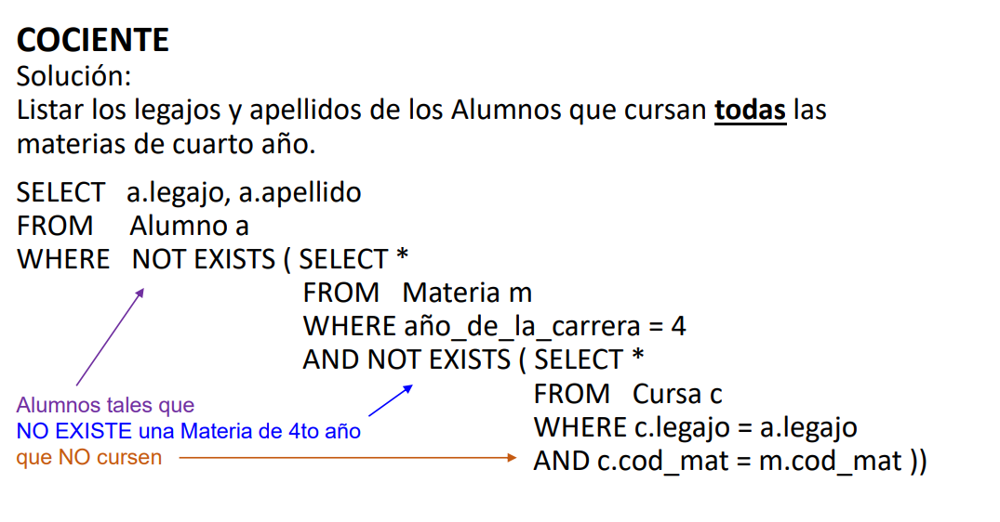 COCIENTE
Solución:
Listar los legajos y apellidos de los Alumnos que cursan todas las
materias de cuarto año.
SELECT a.legajo, a.apellido
FROM Alumno a
WHERE NOT EXISTS ( SELECT *
FROM Materia m
WHERE año_de_la_carrera = 4
AND NOT EXISTS ( SELECT *
FROM Cursa c
WHERE c.legajo = a.legajo
AND c.cod_mat = m.cod_mat ))
Alumnos tales que
NO EXISTE una Materia de 4to año
que NO cursen